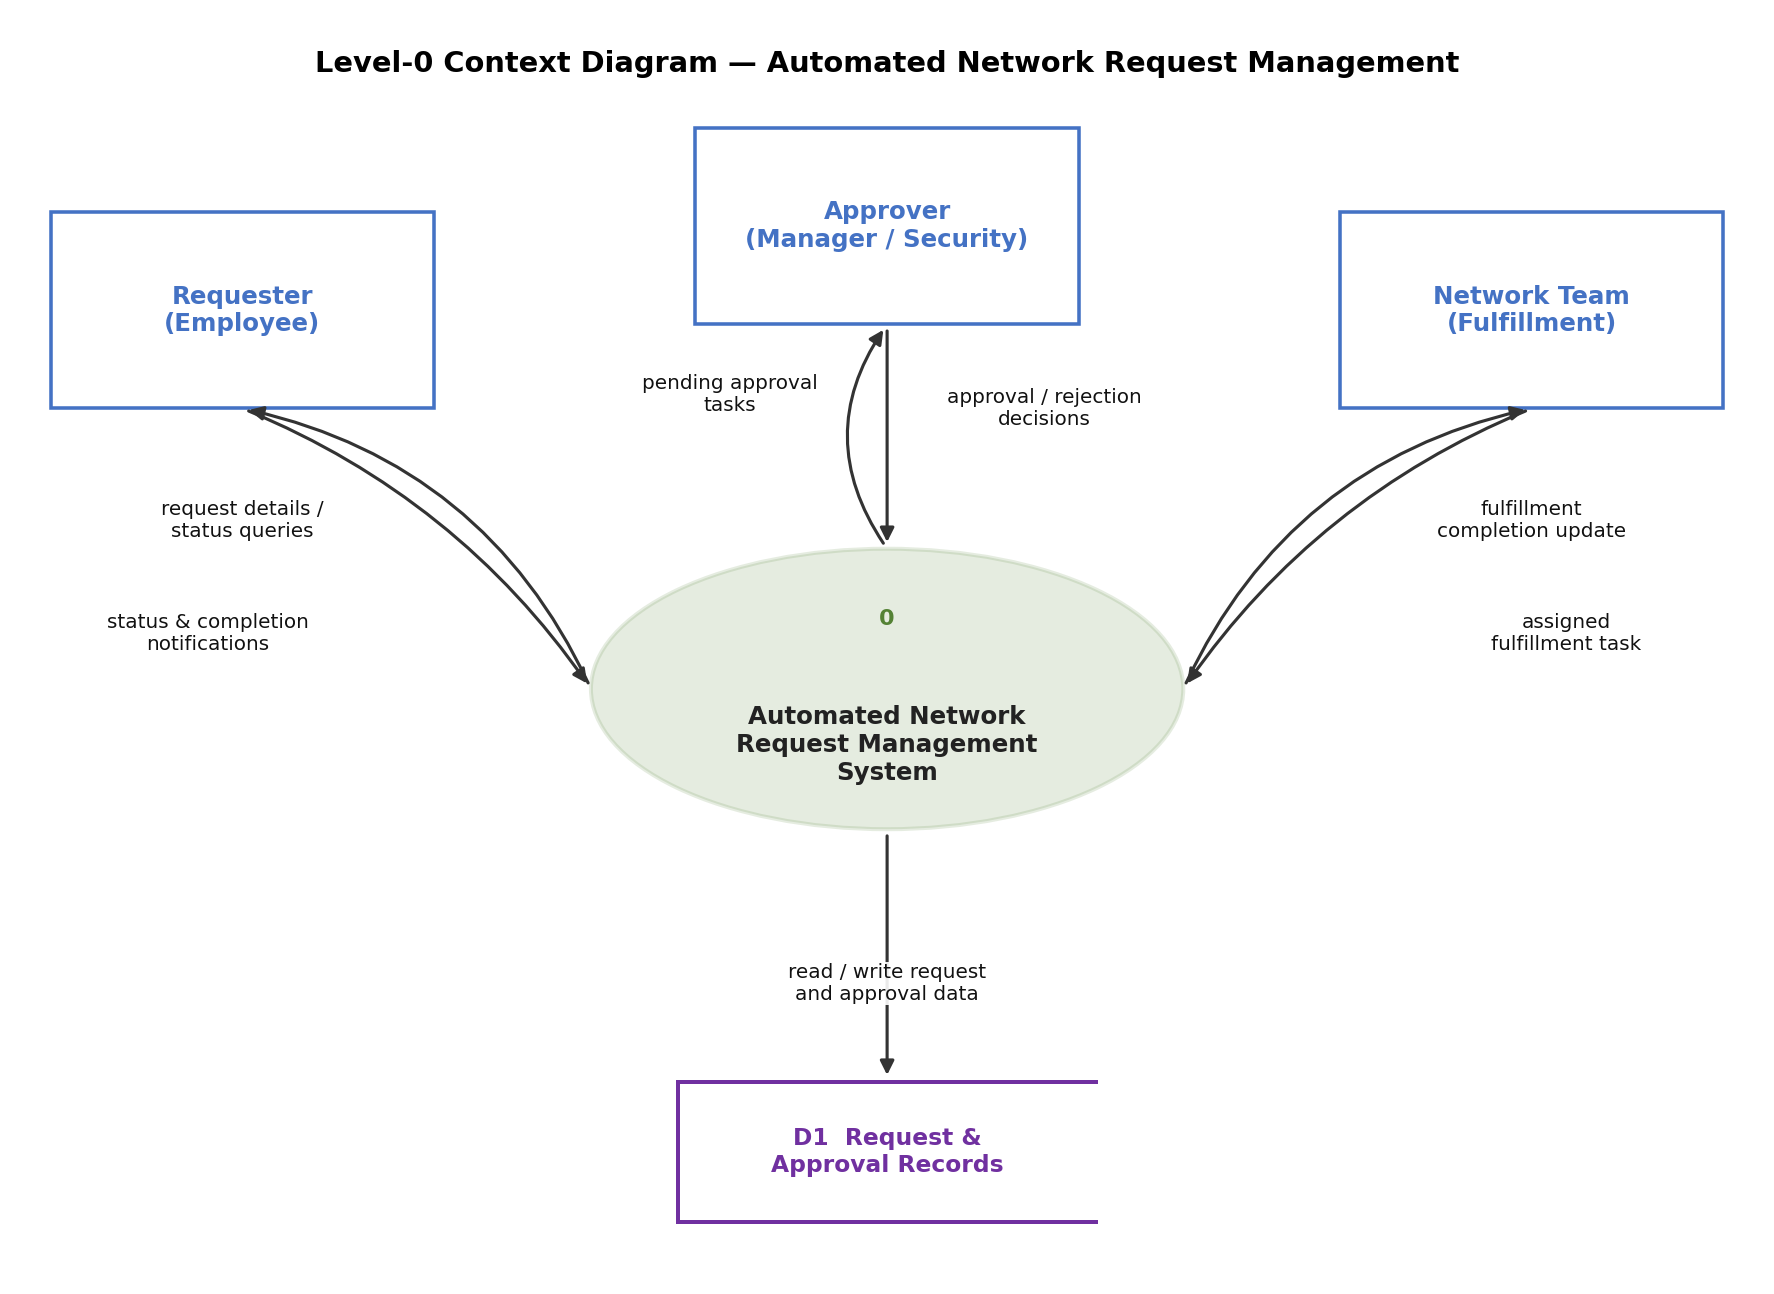 Level-0 Context Diagram — Automated Network Request Management
Approver
(Manager / Security)
Requester
(Employee)
Network Team
(Fulfillment)
pending approval
tasks
approval / rejection
decisions
request details /
status queries
fulfillment
completion update
status & completion
notifications
assigned
fulfillment task
0
Automated Network
Request Management
System
read / write request
and approval data
D1  Request &
Approval Records